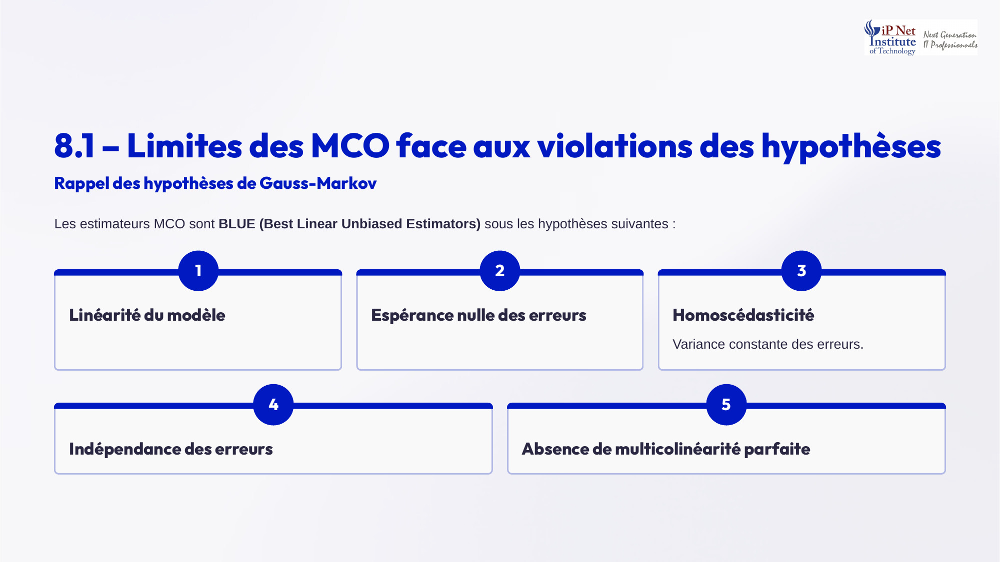 iP Net
Institute
of Technology
Next Generation
IT Professionnels
8.1 – Limites des MCO face aux violations des hypothèses
Rappel des hypothèses de Gauss-Markov
Les estimateurs MCO sont BLUE (Best Linear Unbiased Estimators) sous les hypothèses suivantes :
1
Linéarité du modèle
2
Espérance nulle des erreurs
3
Homoscédasticité
Variance constante des erreurs.
4
Indépendance des erreurs
5
Absence de multicolinéarité parfaite